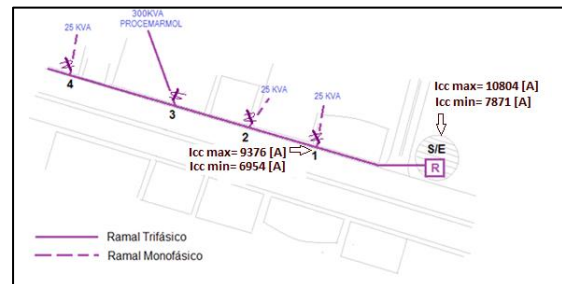 300KVA
PROCEMARMOL
25 KVA
25 KVA
25 KVA
Icc max= 10804 [A]
Icc min= 7871 [A]
S/E
R
4
3
2
1
Icc max= 9376 [A]
Icc min= 6954 [A]
Ramal Trifásico
Ramal Monofásico